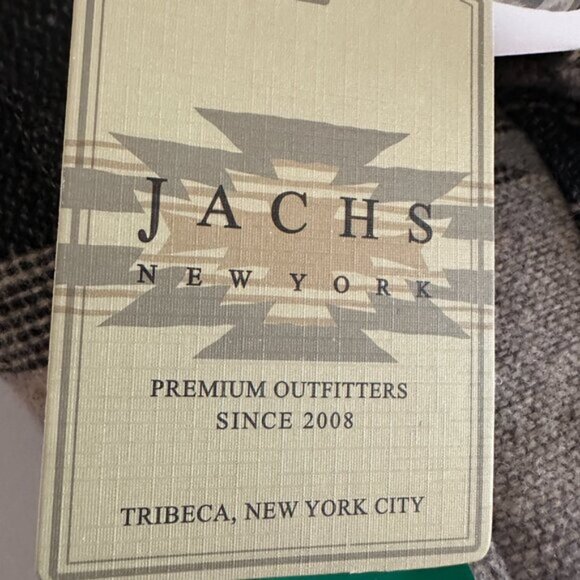 JACHS
NEW YORK
PREMIUM OUTFITTERS
SINCE 2008
TRIBECA, NEW YORK CITY